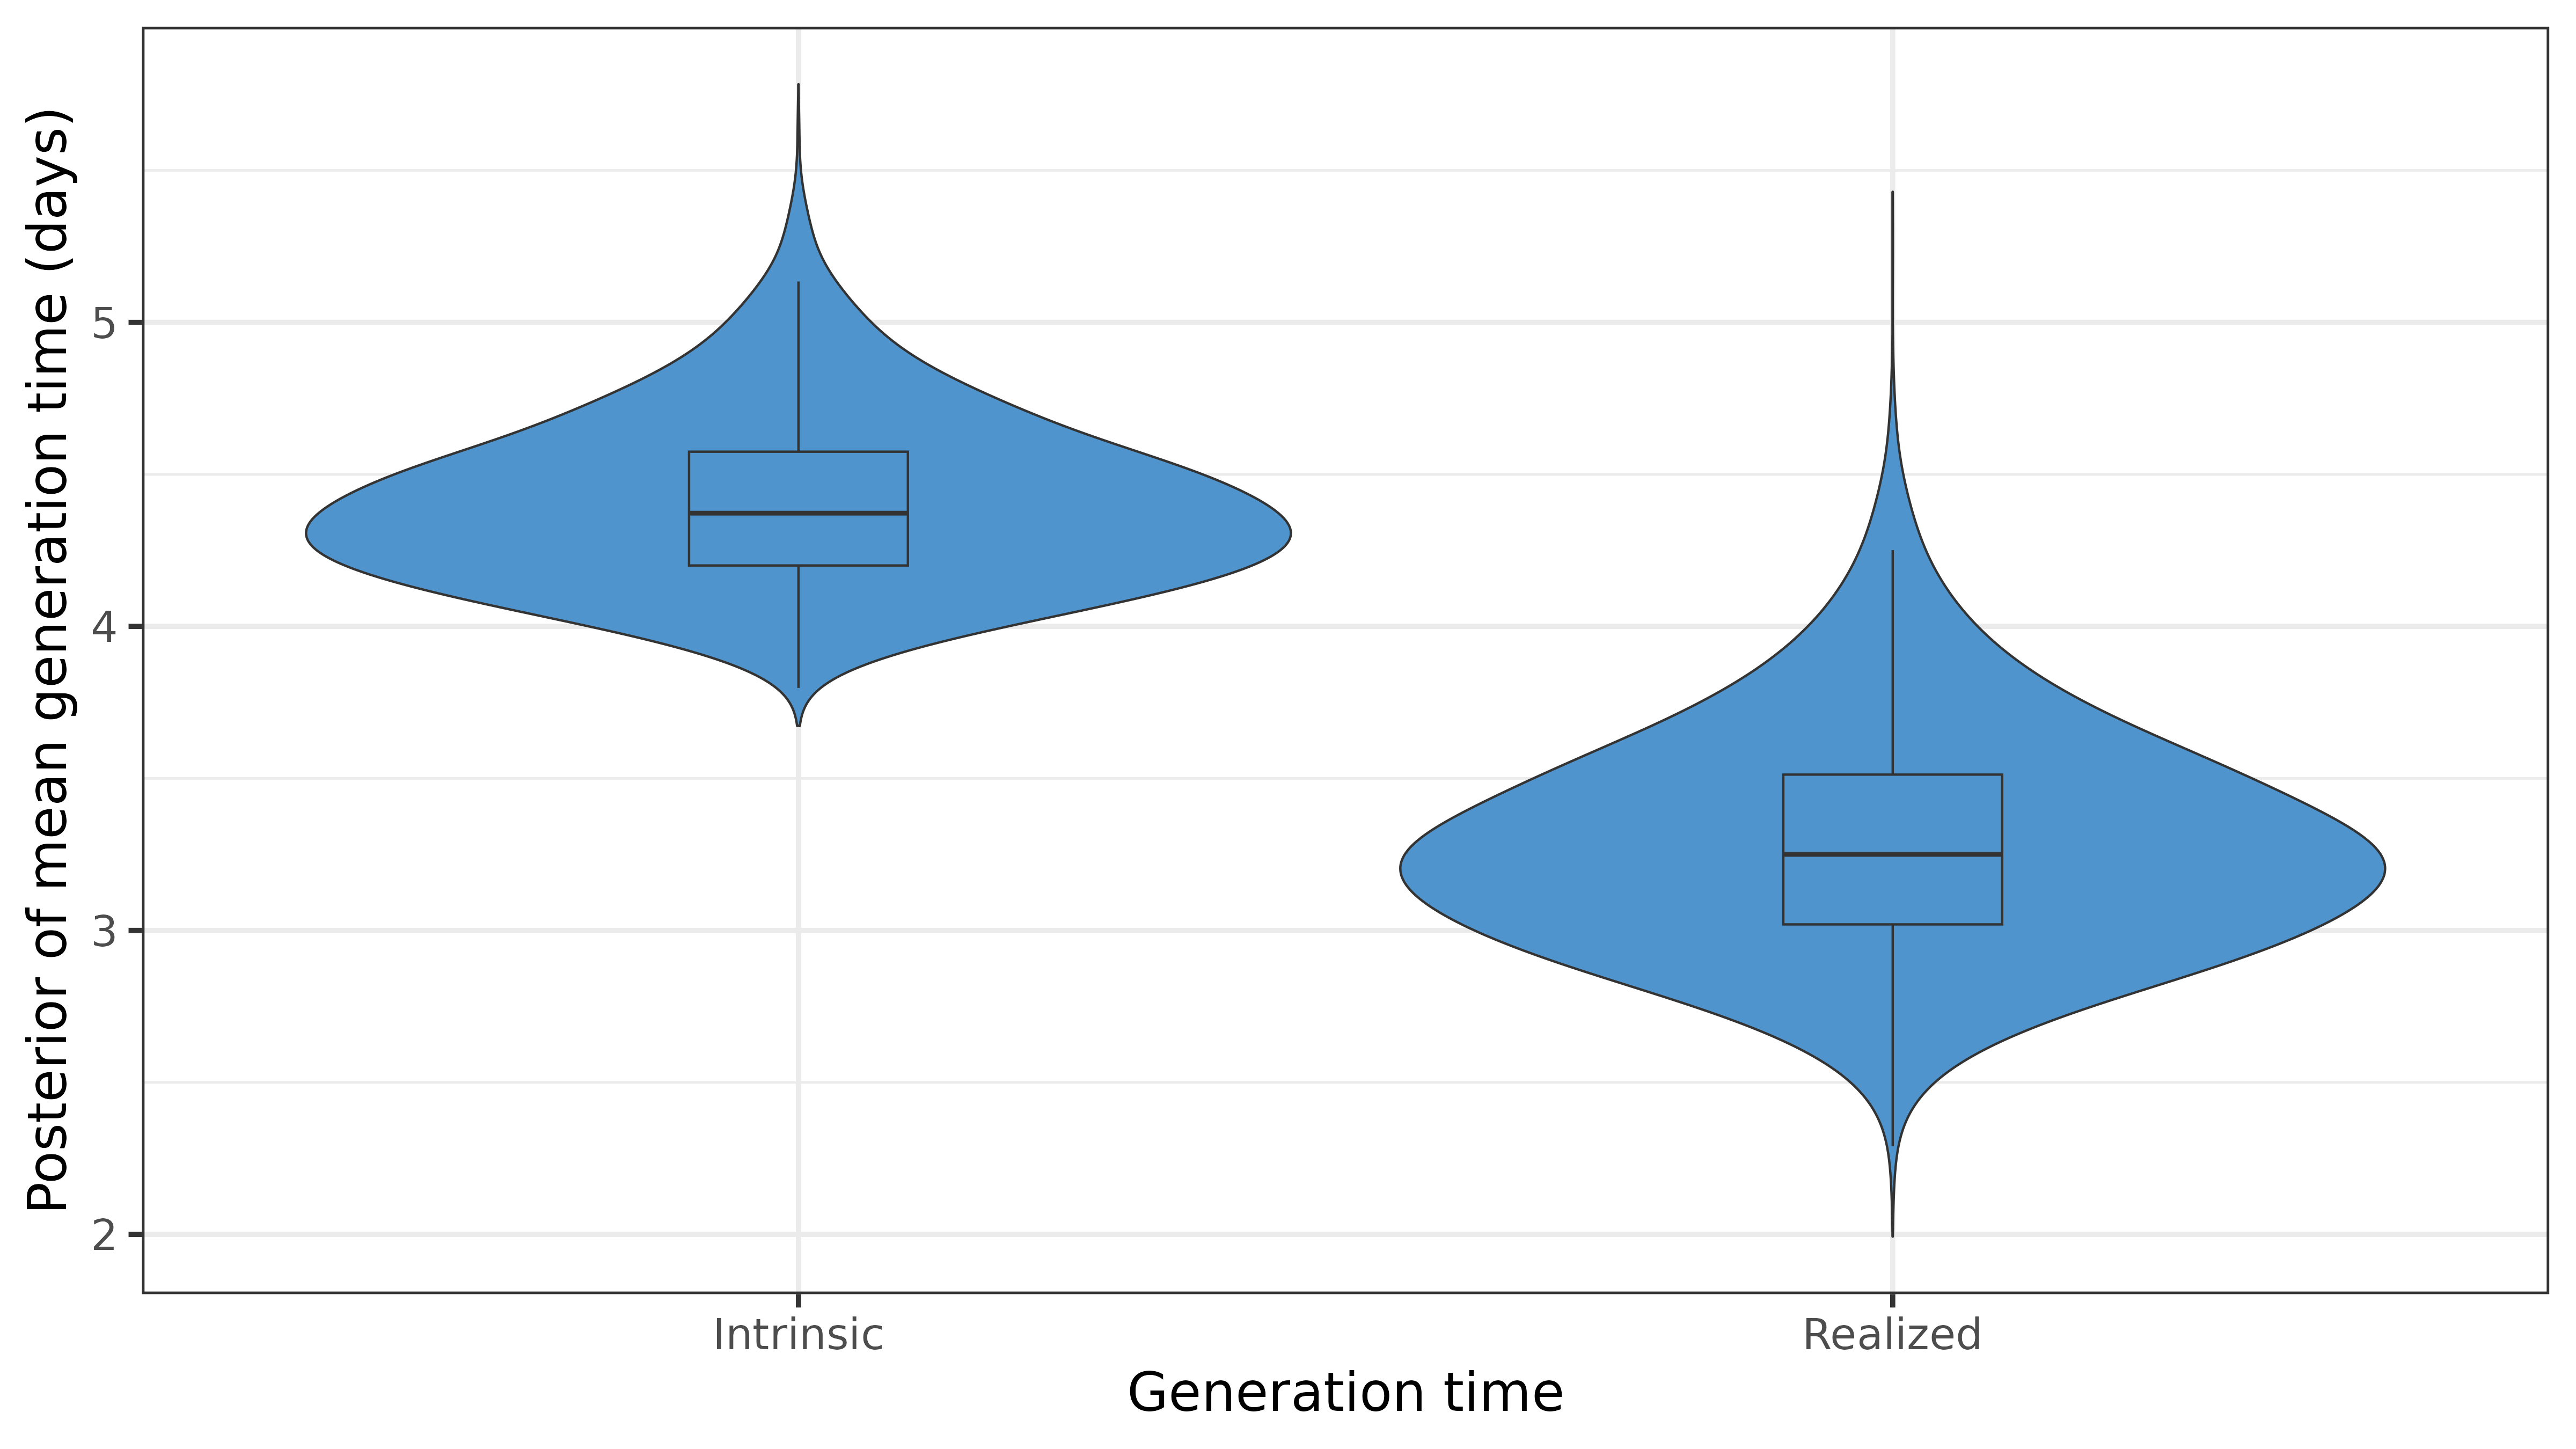 Posterior of mean generation time (days)
5
4
3
2
Intrinsic
Realized
Generation time